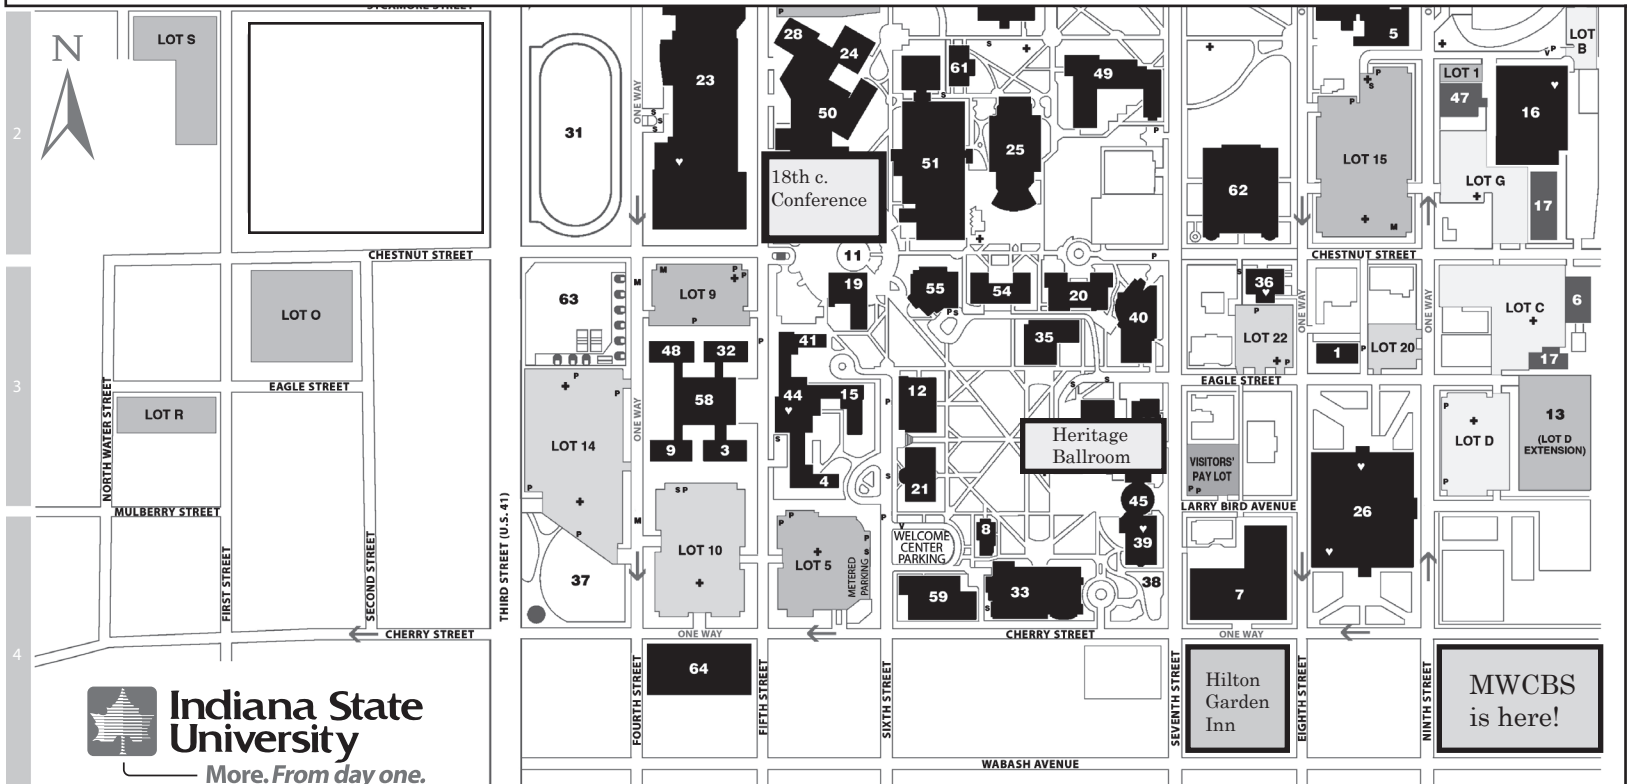 SYCAMORE STREET
N
LOT S
2
28
24
23
50
31
ONE WAY
61
49
5
LOT
B
LOT 1
47
16
51
25
LOT 15
62
LOT G
17
18th c.
Conference
CHESTNUT STREET
CHESTNUT STREET
11
19
55
54
20
40
36
LOT C
6
63
LOT 9
LOT O
ONE WAY
ONE WAY
LOT 22
35
1
LOT 20
17
48
32
41
3
EAGLE STREET
EAGLE STREET
NORTH WATER STREET
LOT R
58
44
15
12
13
(LOT D
EXTENSION)
LOT D
Heritage
Ballroom
VISITORS'
PAY LOT
ONE WAY
LOT 14
9
3
4
21
45
26
MULBERRY STREET
LARRY BIRD AVENUE
THIRD STREET (U.S. 41)
FIRST STREET
SECOND STREET
LOT 10
LOT 5
METERED
PARKING
WELCOME
CENTER
PARKING
8
39
38
37
59
33
7
4
CHERRY STREET
ONE WAY
CHERRY STREET
ONE WAY
64
FOURTH STREET
FIFTH STREET
SIXTH STREET
SEVENTH STREET
Hilton
Garden
Inn
EIGHTH STREET
NINTH STREET
MWCBS
is here!
Indiana State
University
More. From day one.
WABASH AVENUE